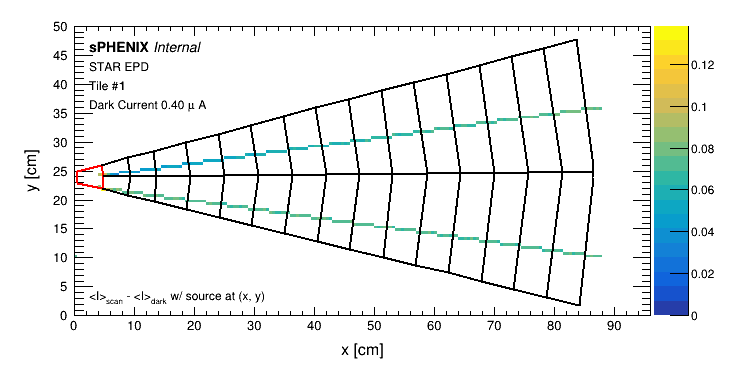 50
45
40
35
30
25
20
15
10
5
0
y [cm]
sPHENIX Internal
STAR EPD
Tile #1
Dark Current 0.40 μ A
<I>scan - <I>dark w/ source at (x, y)
0 10 20 30 40 50 60 70 80 90
x [cm]
0.12
0.1
0.08
0.06
0.04
0.02
0